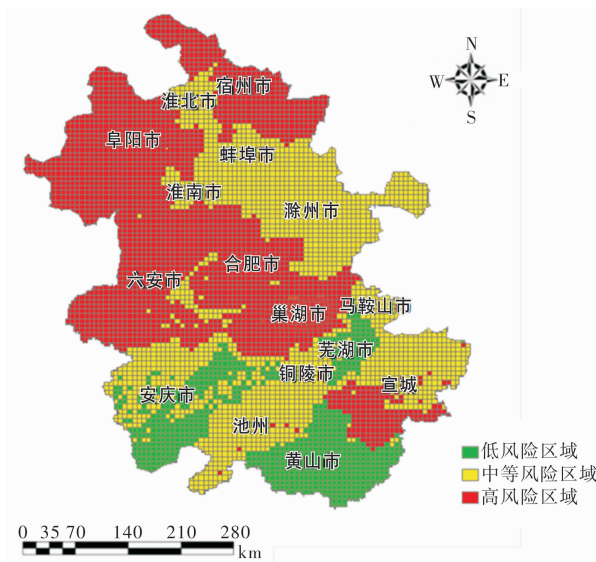 N
W E
S
宿州市
淮北市
阜阳市
蚌埠市
淮南市
滁州市
合肥市
六安市
巢湖市
马鞍山市
芜湖市
铜陵市
宣城
安庆市
池州
黄山市
低风险区域
中等风险区域
高风险区域
0 35 70 140 210 280
km